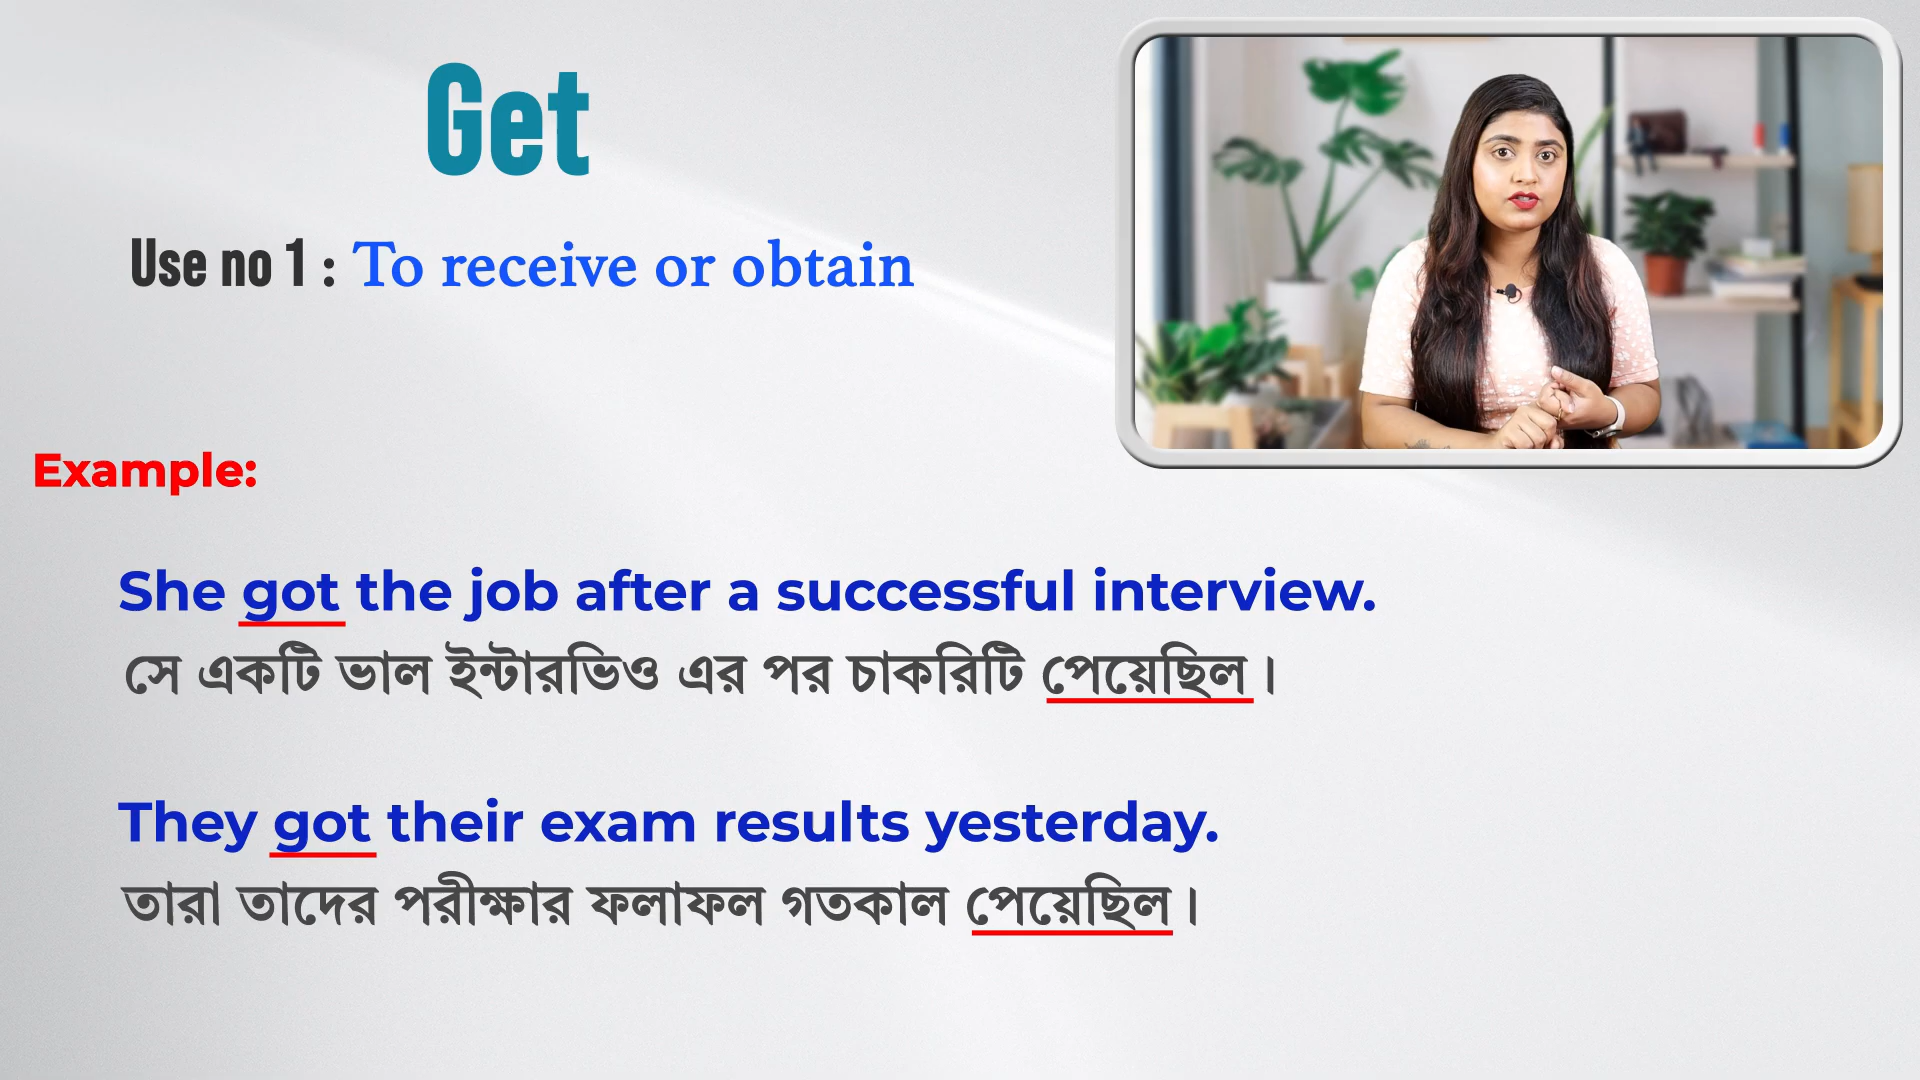 Get
Use no 1 : To receive or obtain
Example:
She got the job after a successful interview.
সে একটি ভাল ইন্টারভিও এর পর চাকরিটি পেয়েছিল।
They got their exam results yesterday.
তারা তাদের পরীক্ষার ফলাফল গতকাল পেয়েছিল।